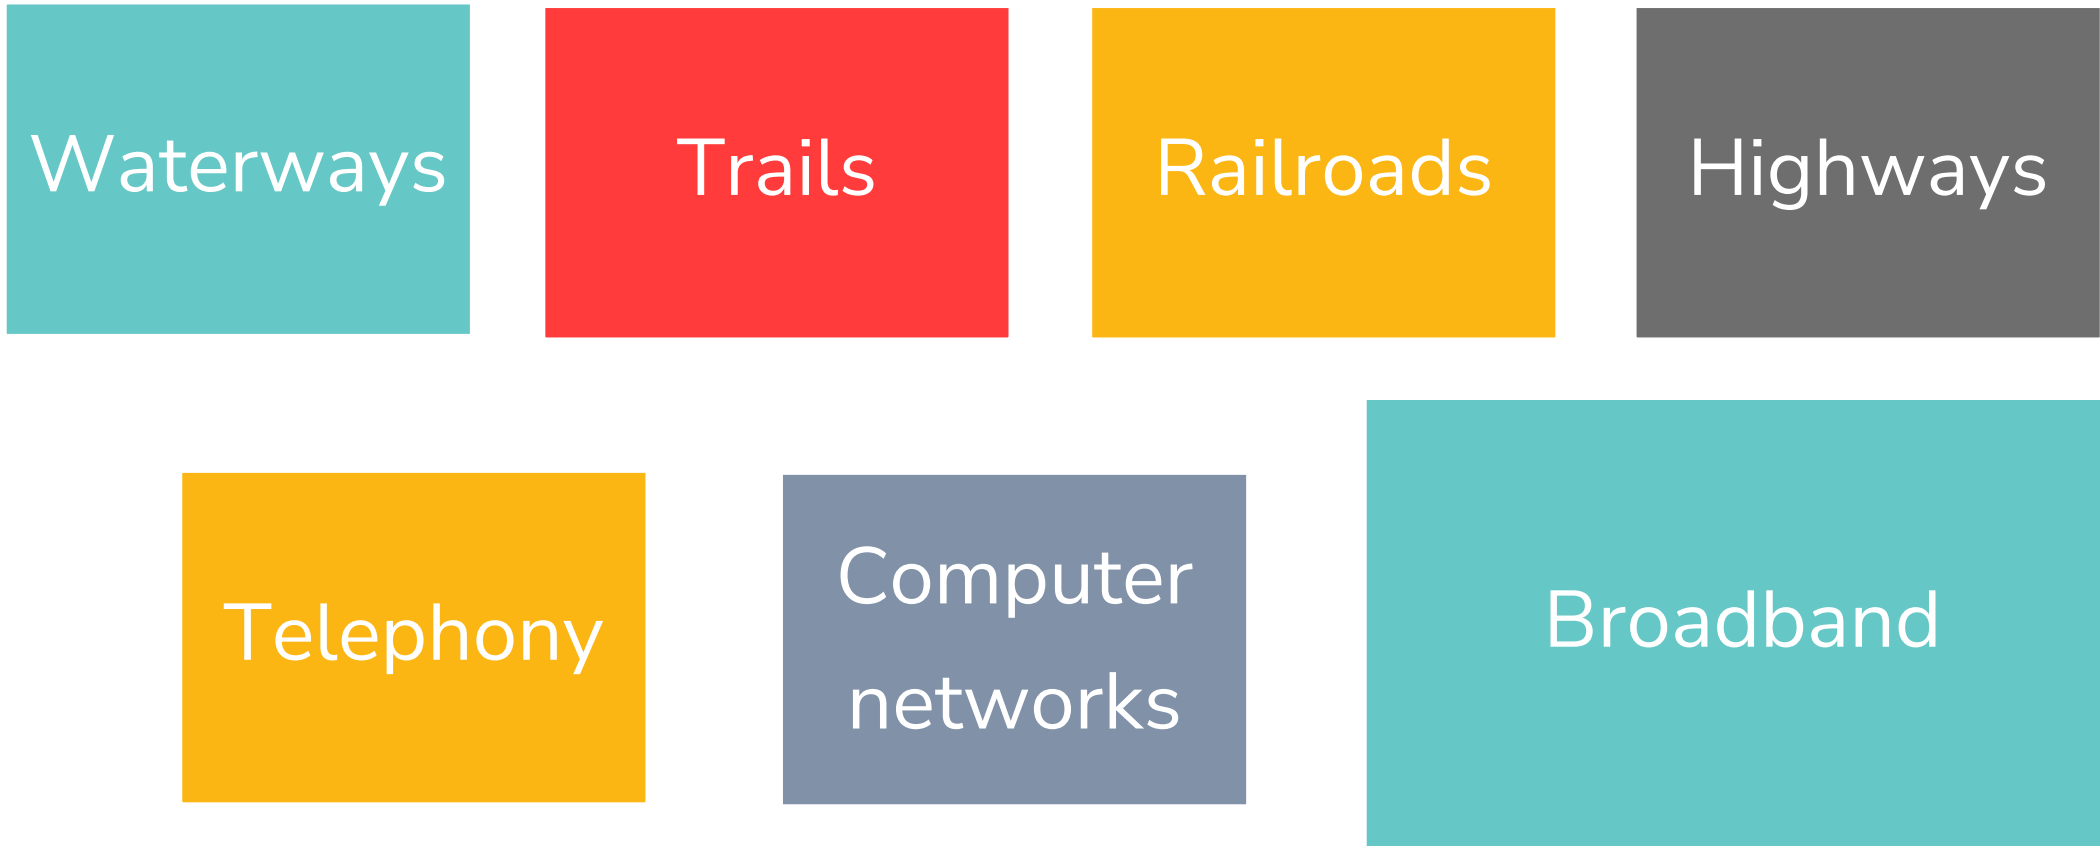 Waterways
Trails
Railroads
Highways
Telephony
Computer
networks
Broadband